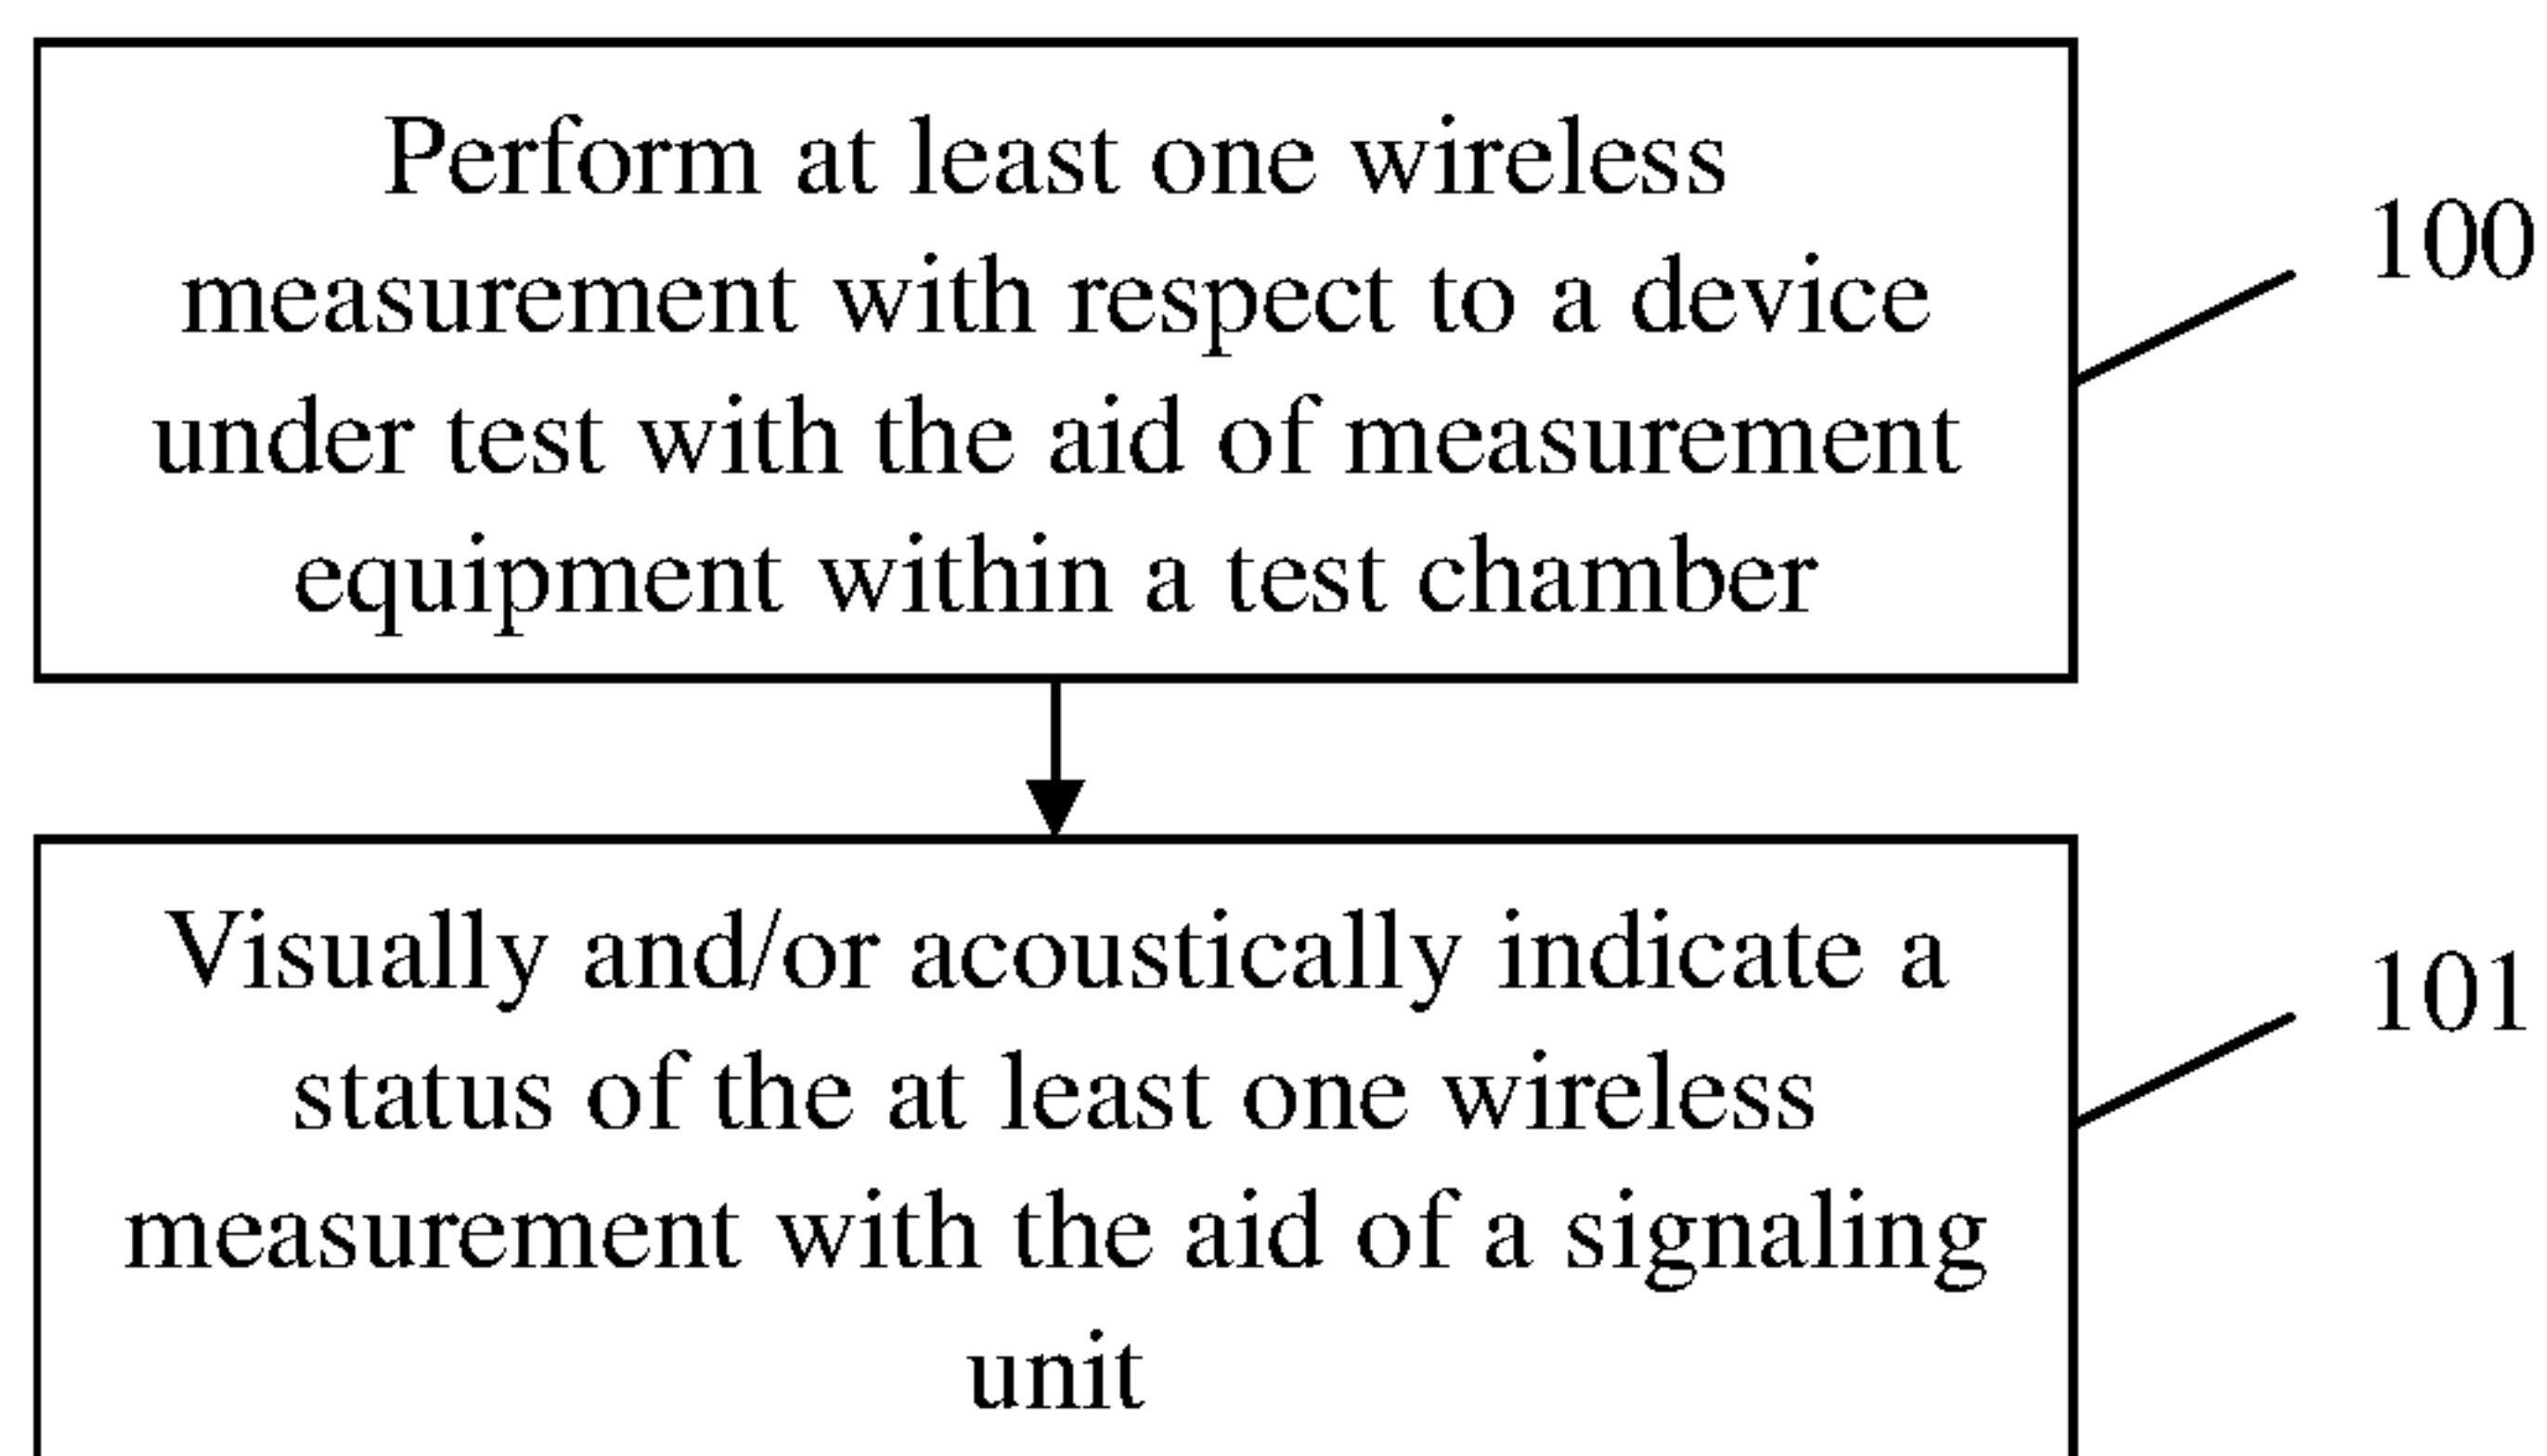 Perform at least one wireless
measurement with respect to a device
under test with the aid of measurement
equipment within a test chamber
100
Visually and/or acoustically indicate a
status of the at least one wireless
measurement with the aid of a signaling
unit
101